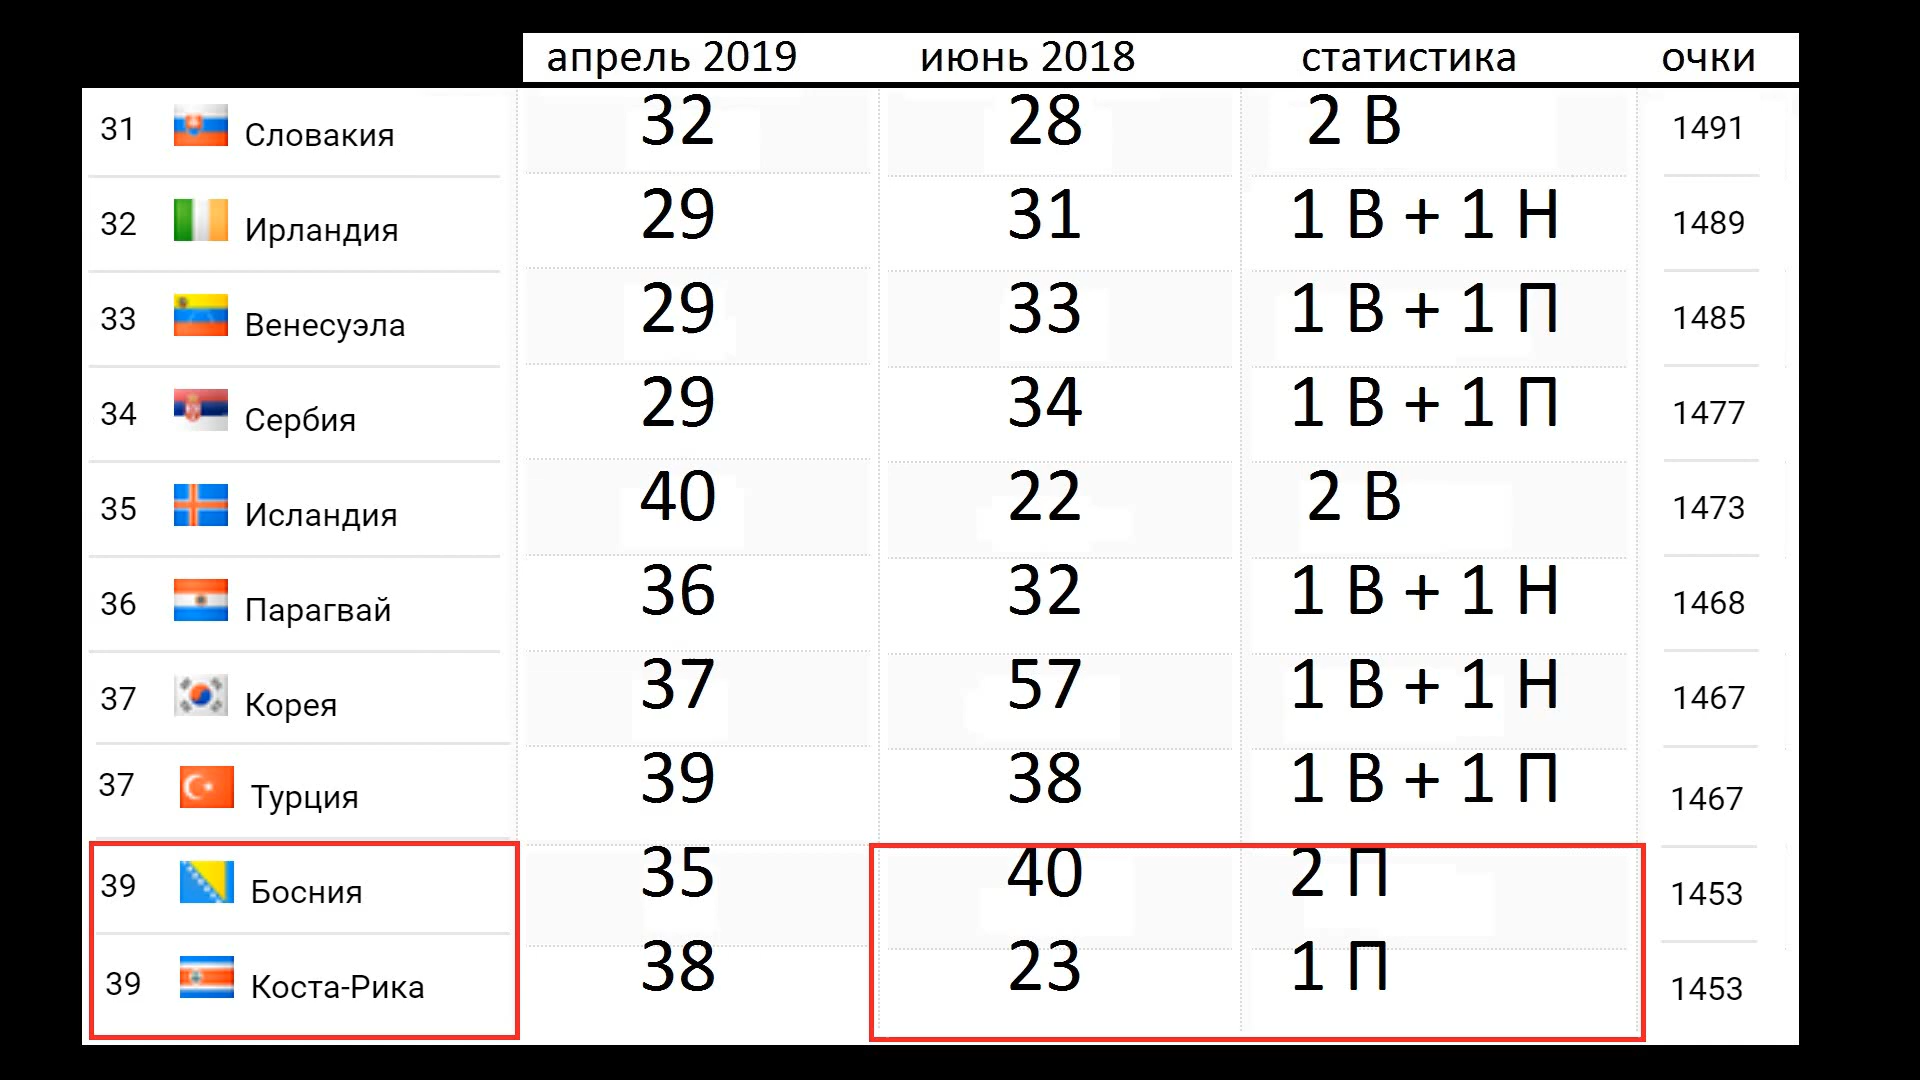 апрель 2019 июнь 2018 статистика очки
31 Словакия 32 28 2 В 1491
32 Ирландия 29 31 1 В + 1 Н 1489
33 Венесуэла 29 33 1 В + 1 П 1485
34 Сербия 29 34 1 В + 1 П 1477
35 Исландия 40 22 2 В 1473
36 Парагвай 36 32 1 В + 1 Н 1468
37 Корея 37 57 1 В + 1 Н 1467
37 Турция 39 38 1 В + 1 П 1467
39 Босния 35 40 2 П 1453
39 Коста-Рика 38 23 1 П 1453